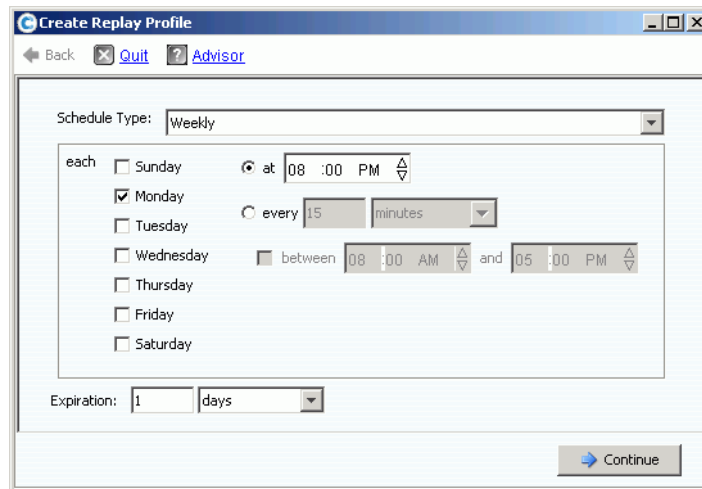 Create Replay Profile
Back Quit ? Advisor
Schedule Type: Weekly
each Sunday at 08 :00 PM
Monday
every 15 minutes
Tuesday
Wednesday between 08 :00 AM and 05 :00 PM
Thursday
Friday
Saturday
Expiration: 1 days
Continue